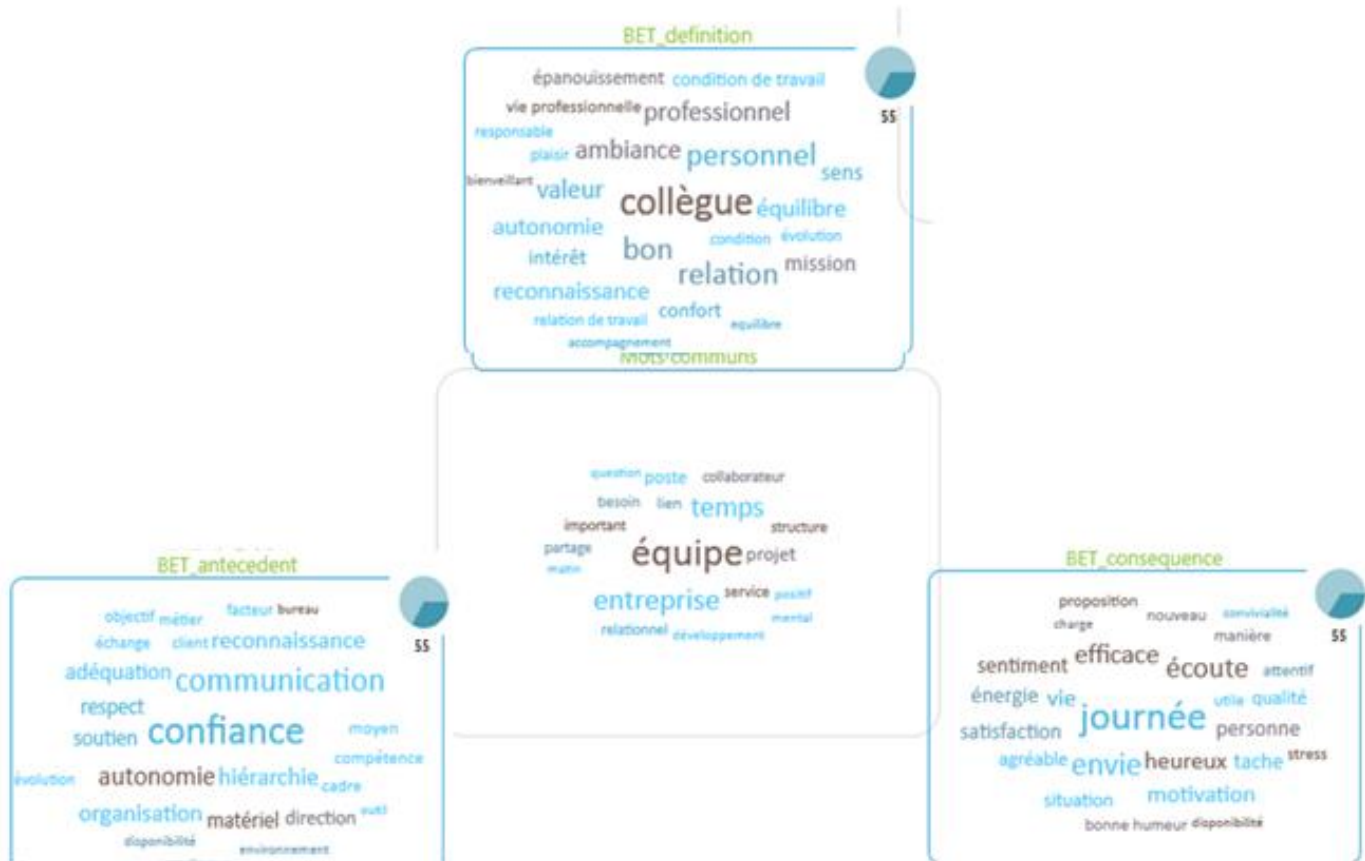 BET_definition
épanouissement condition de travail
vie professionnelle professionnel
55
responsable
plaisir ambiance personnel
sens
bienveillant valeur
collègue équilibre
autonomie
bon condition évolution
intérêt
relation mission
reconnaissance
confort
relation de travail equilibre
accompagnement
Mots communs
question poste collaborateur
besoin lien temps
important structure
partage équipe projet
matin
entreprise service positif
mental
relationnel développement
BET_antecedent
55
objectif métier facteur bureau
échange client reconnaissance
adéquation communication
respect
soutien confiance moyen
compétence
évolution autonomie hiérarchie cadre
organisation matériel direction outil
disponibilité environnement
BET_consequence
55
proposition
charge nouveau convivialité
manière
sentiment efficace écoute attentif
énergie vie utile qualité
journée
satisfaction personne
agréable envie heureux tache stress
situation motivation
bonne humeur disponibilité